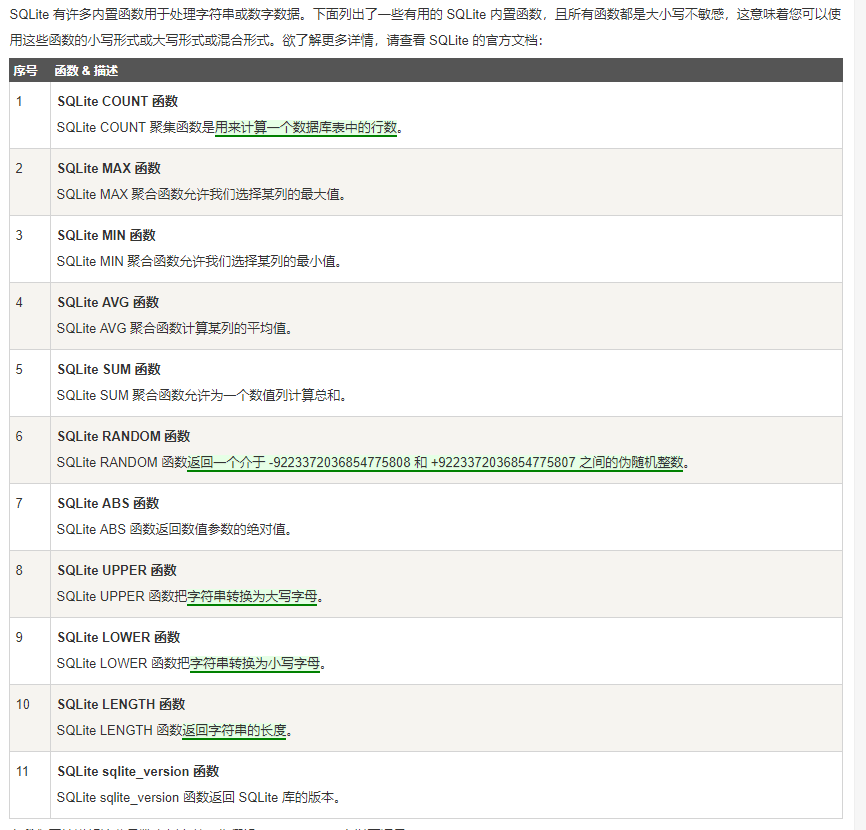 SQLite 有许多内置函数用于处理字符串或数字数据。下面列出了一些有用的 SQLite 内置函数，且所有函数都是大小写不敏感，这意味着您可以使
用这些函数的小写形式或大写形式或混合形式。欲了解更多详情，请查看 SQLite 的官方文档：
序号 函数 & 描述
1 SQLite COUNT 函数
SQLite COUNT 聚集函数是用来计算一个数据库表中的行数。
2 SQLite MAX 函数
SQLite MAX 聚合函数允许我们选择某列的最大值。
3 SQLite MIN 函数
SQLite MIN 聚合函数允许我们选择某列的最小值。
4 SQLite AVG 函数
SQLite AVG 聚合函数计算某列的平均值。
5 SQLite SUM 函数
SQLite SUM 聚合函数允许为一个数值列计算总和。
6 SQLite RANDOM 函数
SQLite RANDOM 函数返回一个介于 -9223372036854775808 和 +9223372036854775807 之间的伪随机整数。
7 SQLite ABS 函数
SQLite ABS 函数返回数值参数的绝对值。
8 SQLite UPPER 函数
SQLite UPPER 函数把字符串转换为大写字母。
9 SQLite LOWER 函数
SQLite LOWER 函数把字符串转换为小写字母。
10 SQLite LENGTH 函数
SQLite LENGTH 函数返回字符串的长度。
11 SQLite sqlite_version 函数
SQLite sqlite_version 函数返回 SQLite 库的版本。